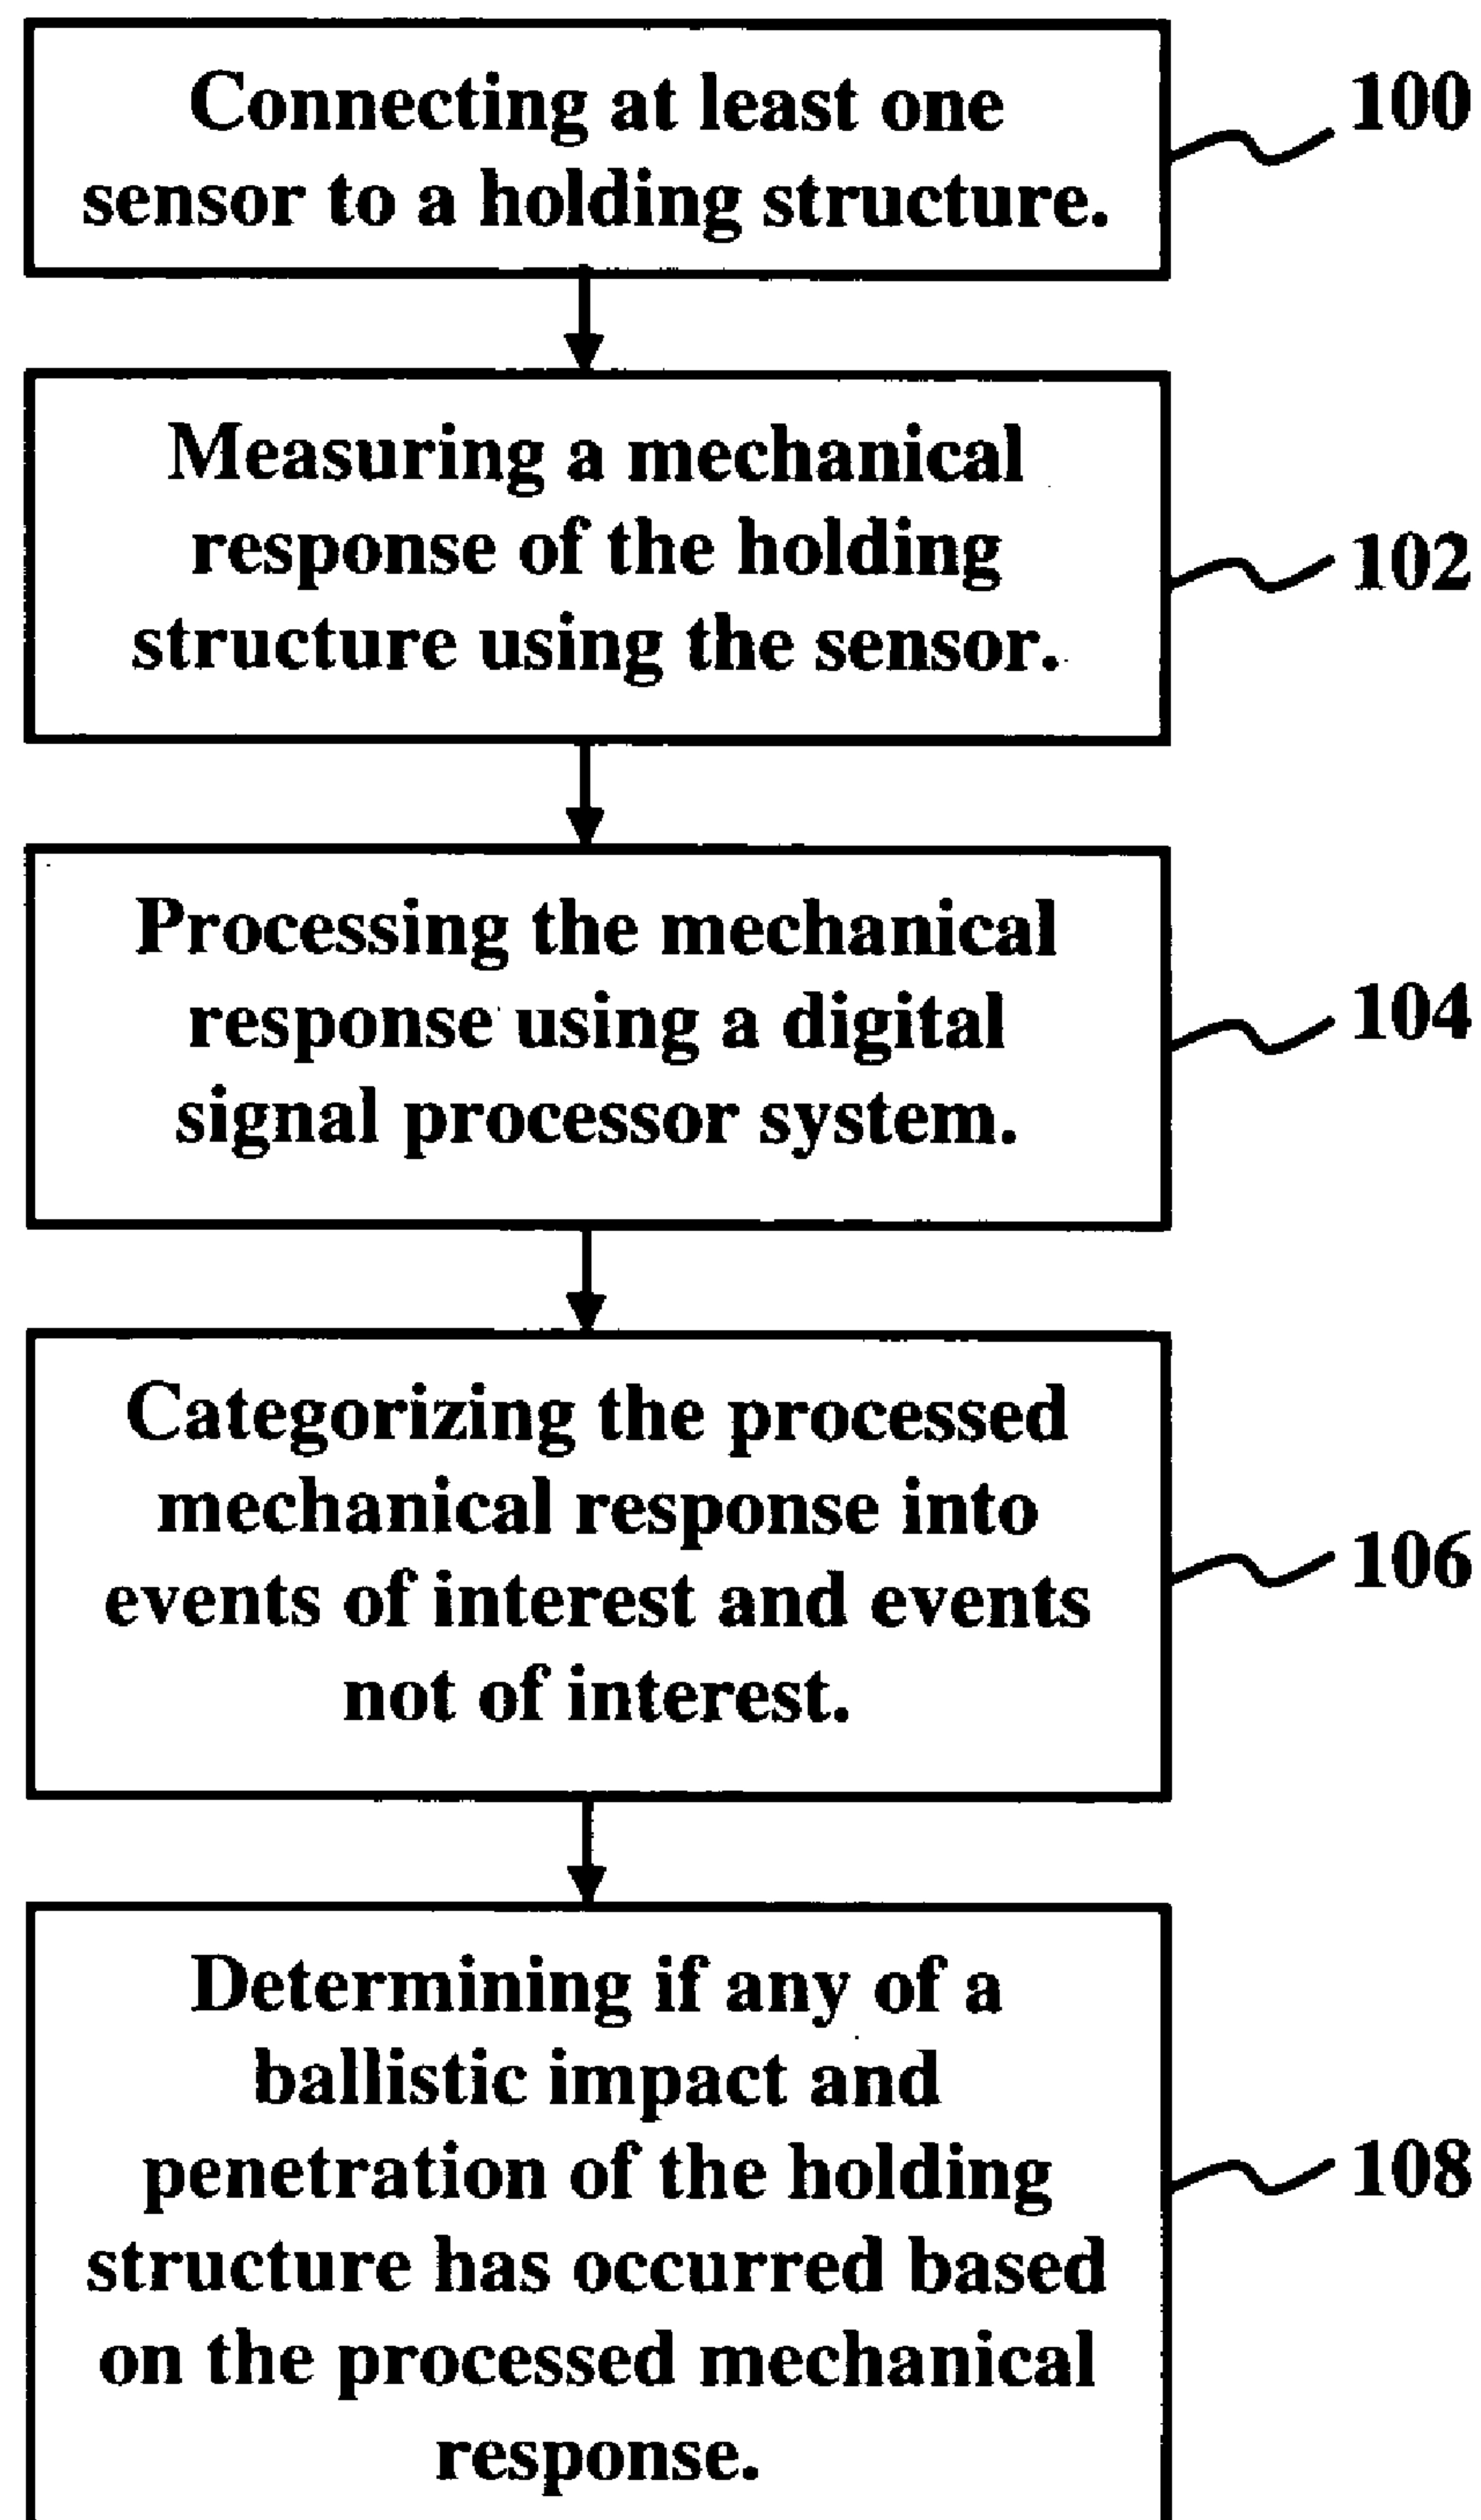 Connecting at least one
sensor to a holding structure.
100
Measuring a mechanical
response of the holding
structure using the sensor.
102
Processing the mechanical
response using a digital
signal processor system.
104
Categorizing the processed
mechanical response into
events of interest and events
not of interest.
106
Determining if any of a
ballistic impact and
penetration of the holding
structure has occurred based
on the processed mechanical
response.
108